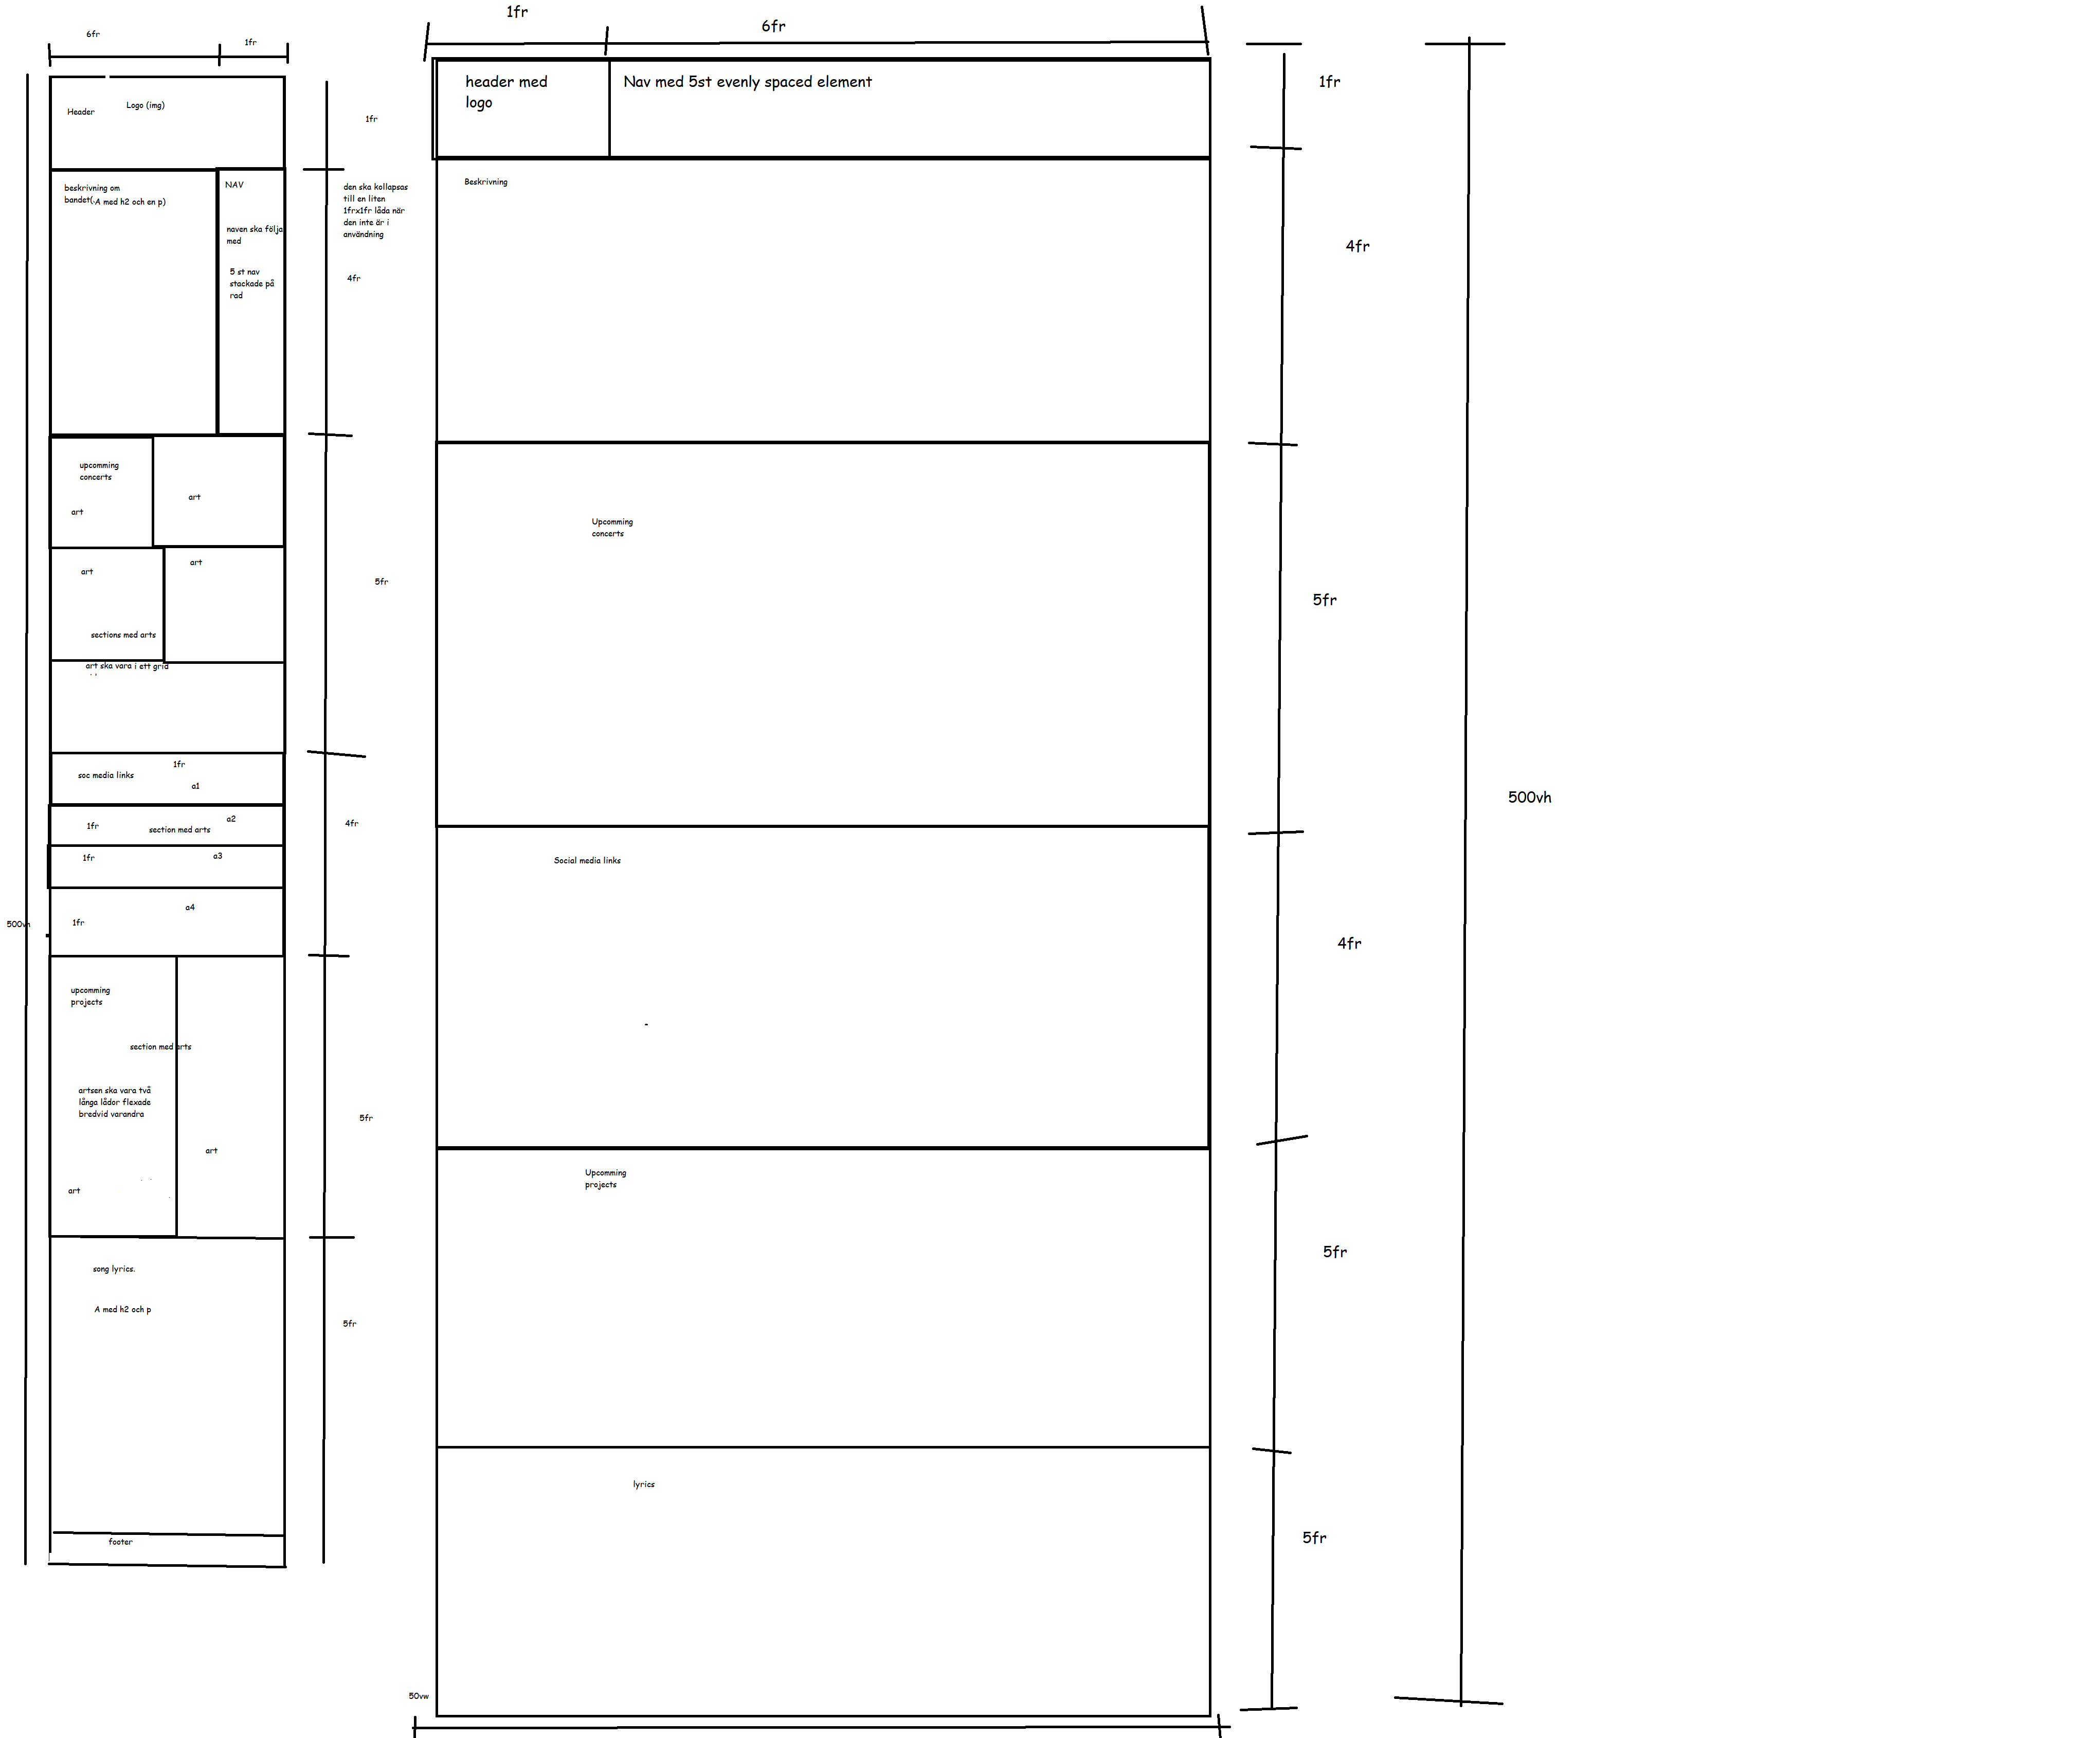 6fr
1fr
Header
Logo (img)
1fr
beskrivning om
bandet(.A med h2 och en p)
NAV
naven ska följa
med
5 st nav
stackade på
rad
den ska kollapsas
till en liten
1frx1fr låda när
den inte är i
användning
4fr
upcomming
concerts
art
art
art
art
sections med arts
art ska vara i ett grid
5fr
soc media links
1fr
a1
1fr
section med arts
a2
1fr
a3
1fr
a4
4fr
500vh
upcomming
projects
section med arts
artsen ska vara två
långa lådor flexade
bredvid varandra
art
art
5fr
song lyrics.
A med h2 och p
5fr
footer
1fr
6fr
header med
logo
Nav med 5st evenly spaced element
1fr
Beskrivning
4fr
Upcomming
concerts
5fr
500vh
Social media links
4fr
Upcomming
projects
5fr
lyrics
5fr
50vw